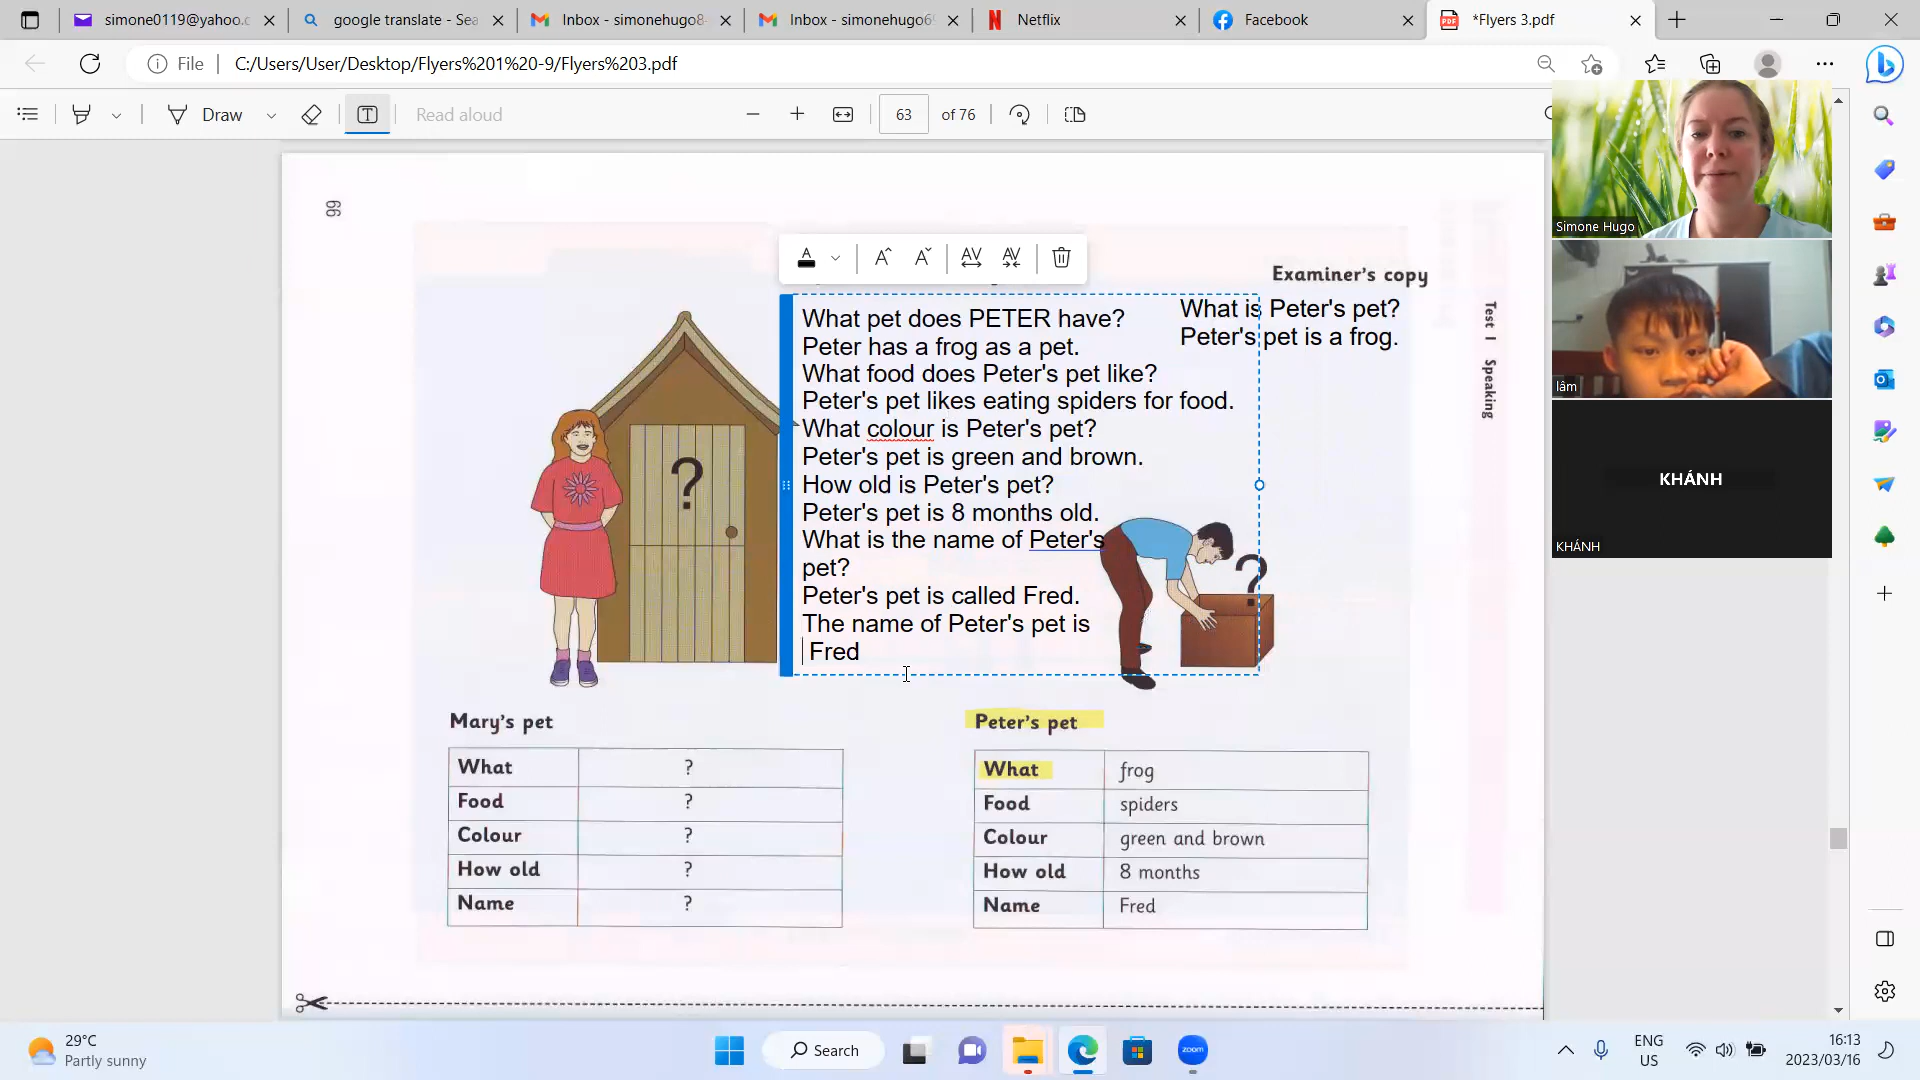 simone0119@yahoo.c
google translate - Sea
Inbox - simonehugo8
Inbox - simonehugo6
Netflix
Facebook
*Flyers 3.pdf
File
C:/Users/User/Desktop/Flyers%201%20-9/Flyers%203.pdf
Draw
Read aloud
63
of 76
66
Examiner's copy
What pet does PETER have?
Peter has a frog as a pet.
What food does Peter's pet like?
Peter's pet likes eating spiders for food.
What colour is Peter's pet?
Peter's pet is green and brown.
How old is Peter's pet?
Peter's pet is 8 months old.
What is the name of Peter's
pet?
Peter's pet is called Fred.
The name of Peter's pet is
Fred
What is Peter's pet?
Peter's pet is a frog.
Test 1 Speaking
?
?
Mary's pet
What ?
Food ?
Colour ?
How old ?
Name ?
Peter's pet
What frog
Food spiders
Colour green and brown
How old 8 months
Name Fred
Simone Hugo
lâm
KHÁNH
KHÁNH
29°C
Partly sunny
Search
zoom
ENG
US
16:13
2023/03/16